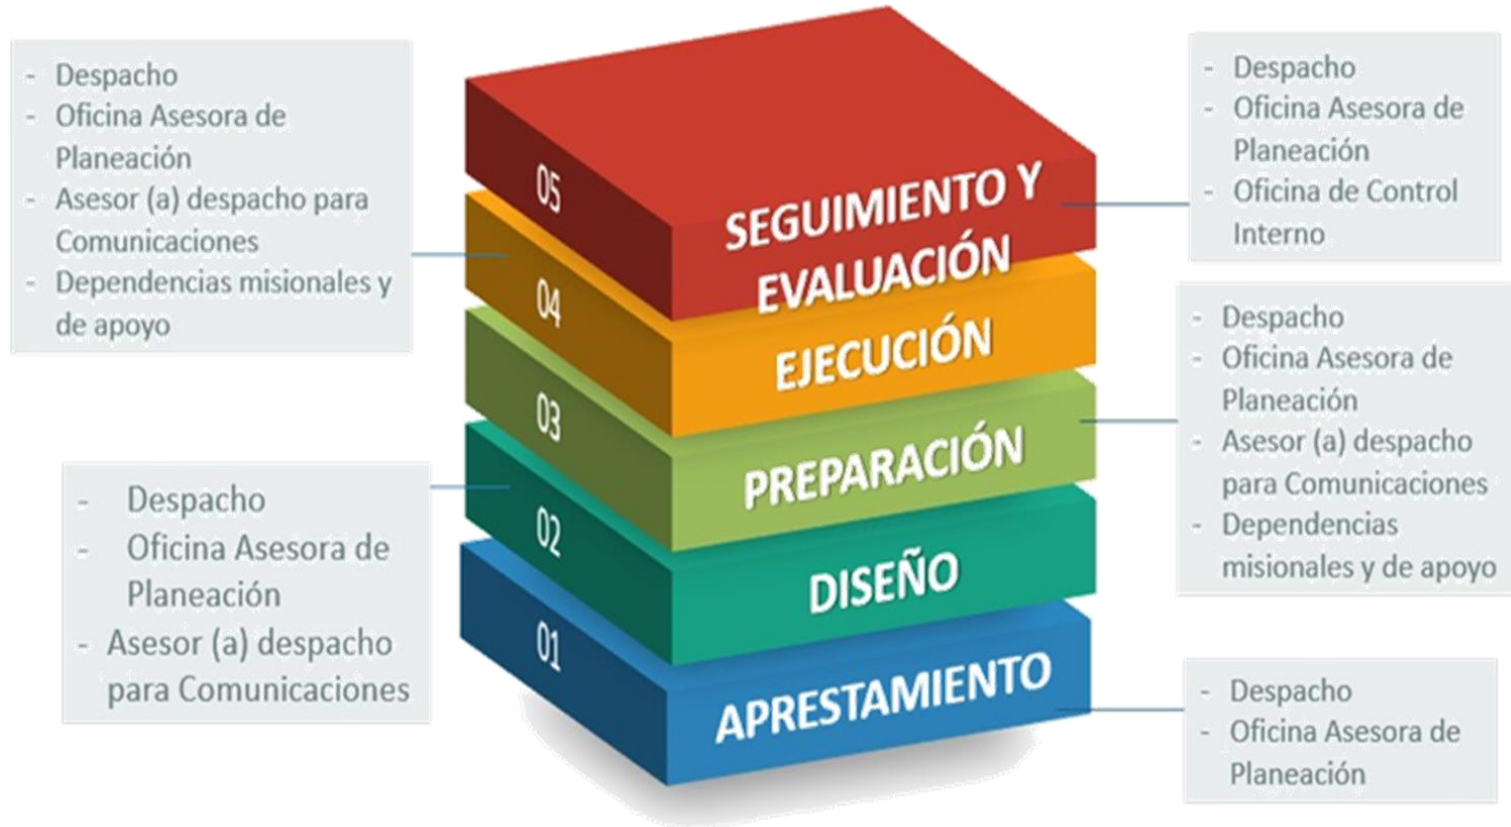 - Despacho
- Oficina Asesora de
Planeación
- Asesor (a) despacho para
Comunicaciones
- Dependencias misionales y
de apoyo
- Despacho
- Oficina Asesora de
Planeación
- Asesor (a) despacho
para Comunicaciones
05
SEGUIMIENTO Y
EVALUACIÓN
04
EJECUCIÓN
03
PREPARACIÓN
02
DISEÑO
01
APRESTAMIENTO
- Despacho
- Oficina Asesora de
Planeación
- Oficina de Control
Interno
- Despacho
- Oficina Asesora de
Planeación
- Asesor (a) despacho
para Comunicaciones
- Dependencias
misionales y de apoyo
- Despacho
- Oficina Asesora de
Planeación